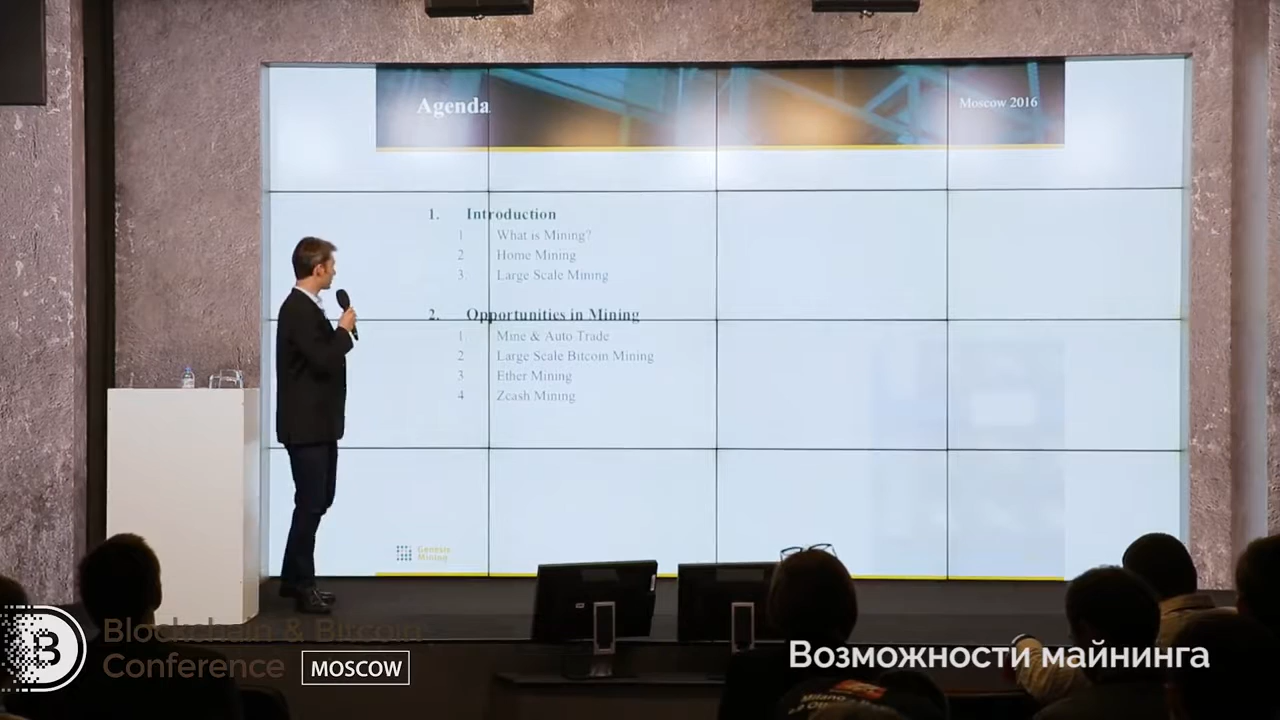 Agenda
Moscow 2016
1. Introduction
1 What is Mining?
2 Home Mining
3 Large Scale Mining
2. Opportunities in Mining
1 Mine & Auto Trade
2 Large Scale Bitcoin Mining
3 Ether Mining
4 Zcash Mining
Genesis
Mining
B
Blockchain & Bitcoin
Conference MOSCOW
Возможности майнинга
Milano